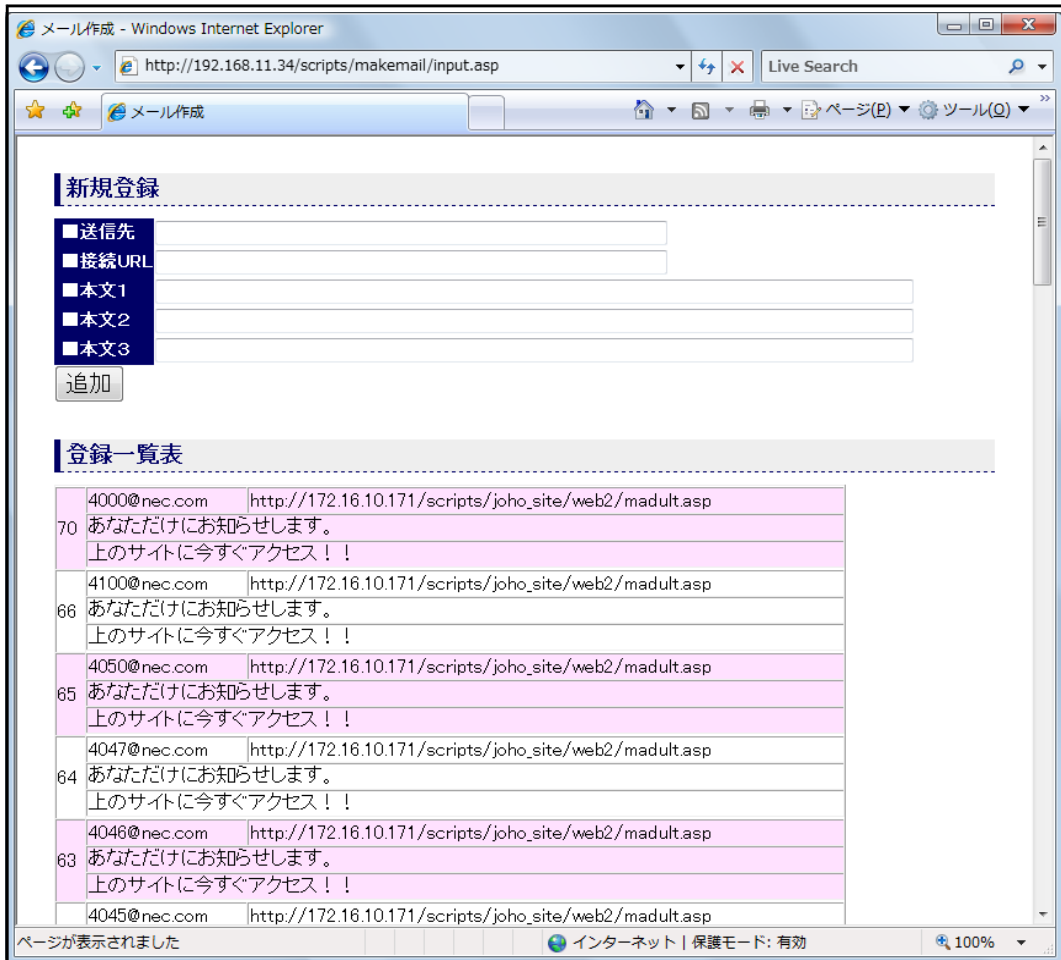 メール作成 - Windows Internet Explorer
http://192.168.11.34/scripts/makemail/input.asp
Live Search
メール作成
ページ(P)
ツール(O)
新規登録
■送信先
■接続URL
■本文1
■本文2
■本文3
追加
登録一覧表
70
4000@nec.com http://172.16.10.171/scripts/joho_site/web2/madult.asp
あなただけにお知らせします。
上のサイトに今すぐアクセス！！
66
4100@nec.com http://172.16.10.171/scripts/joho_site/web2/madult.asp
あなただけにお知らせします。
上のサイトに今すぐアクセス！！
65
4050@nec.com http://172.16.10.171/scripts/joho_site/web2/madult.asp
あなただけにお知らせします。
上のサイトに今すぐアクセス！！
64
4047@nec.com http://172.16.10.171/scripts/joho_site/web2/madult.asp
あなただけにお知らせします。
上のサイトに今すぐアクセス！！
63
4046@nec.com http://172.16.10.171/scripts/joho_site/web2/madult.asp
あなただけにお知らせします。
上のサイトに今すぐアクセス！！
4045@nec.com http://172.16.10.171/scripts/joho_site/web2/madult.asp
ページが表示されました
インターネット | 保護モード: 有効
100%